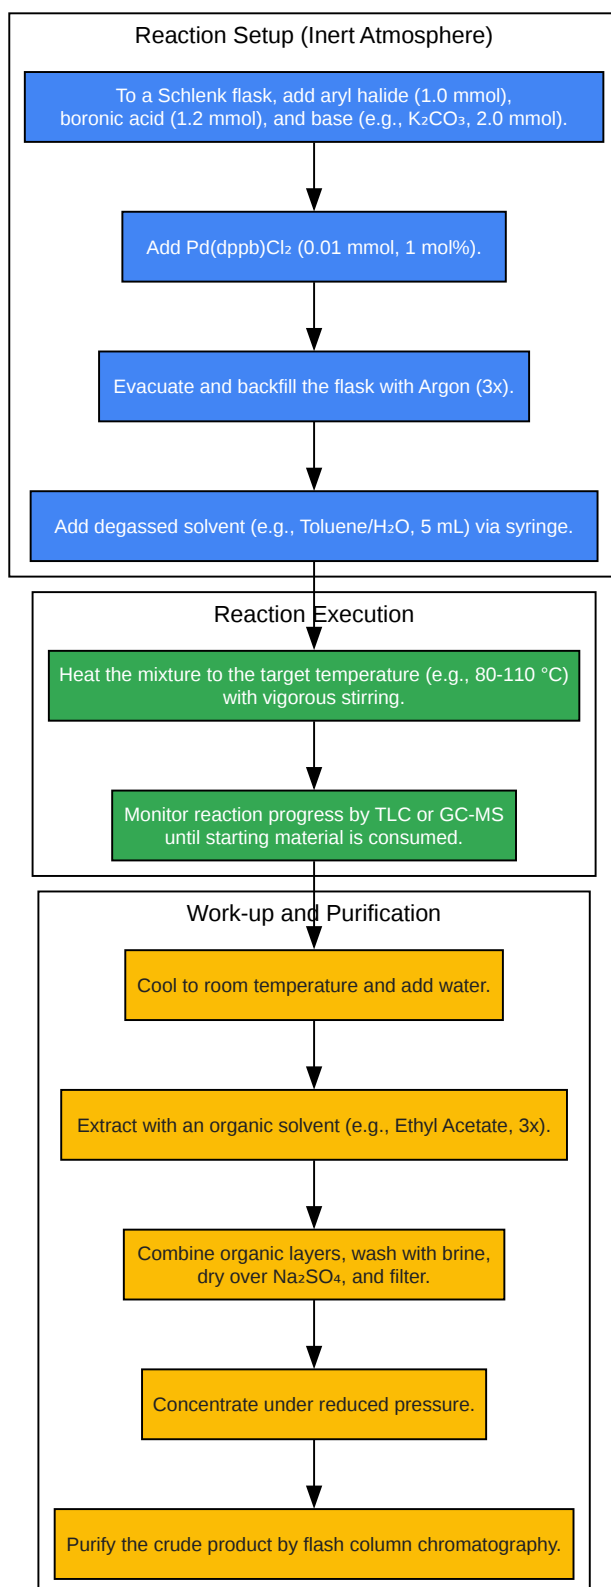 Reaction Setup (Inert Atmosphere)
To a Schlenk flask, add aryl halide (1.0 mmol),
boronic acid (1.2 mmol), and base (e.g., K₂CO₃, 2.0 mmol).
Add Pd(dppb)Cl₂ (0.01 mmol, 1 mol%).
Evacuate and backfill the flask with Argon (3x).
Add degassed solvent (e.g., Toluene/H₂O, 5 mL) via syringe.
Reaction Execution
Heat the mixture to the target temperature (e.g., 80-110 °C)
with vigorous stirring.
Monitor reaction progress by TLC or GC-MS
until starting material is consumed.
Work-up and Purification
Cool to room temperature and add water.
Extract with an organic solvent (e.g., Ethyl Acetate, 3x).
Combine organic layers, wash with brine,
dry over Na₂SO₄, and filter.
Concentrate under reduced pressure.
Purify the crude product by flash column chromatography.